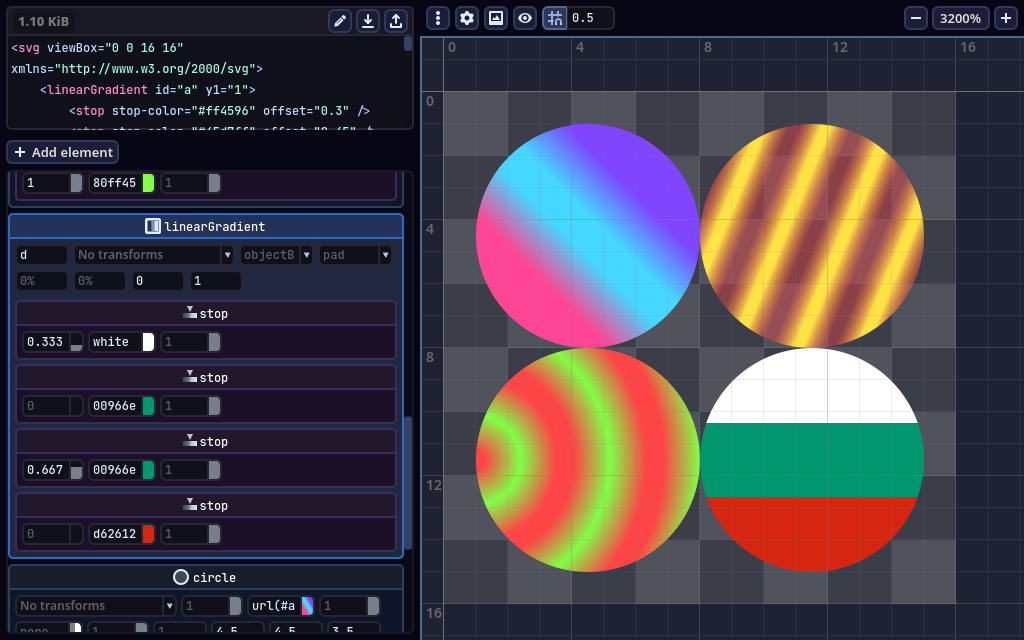 1.10 KiB
0.5
3200%
<svg viewBox="0 0 16 16"
xmlns="http://www.w3.org/2000/svg">
<linearGradient id="a" y1="1">
<stop stop-color="#ff4596" offset="0.3" />
Add element
1 80ff45 1
linearGradient
d No transforms objectB pad
0% 0% 0 1
stop
0.333 white 1
stop
0 00966e 1
stop
0.667 00966e 1
stop
0 d62612 1
circle
No transforms 1 url(#a 1
none 1 1 4.5 4.5 3.5
0 4 8 12 16
0
4
8
12
16